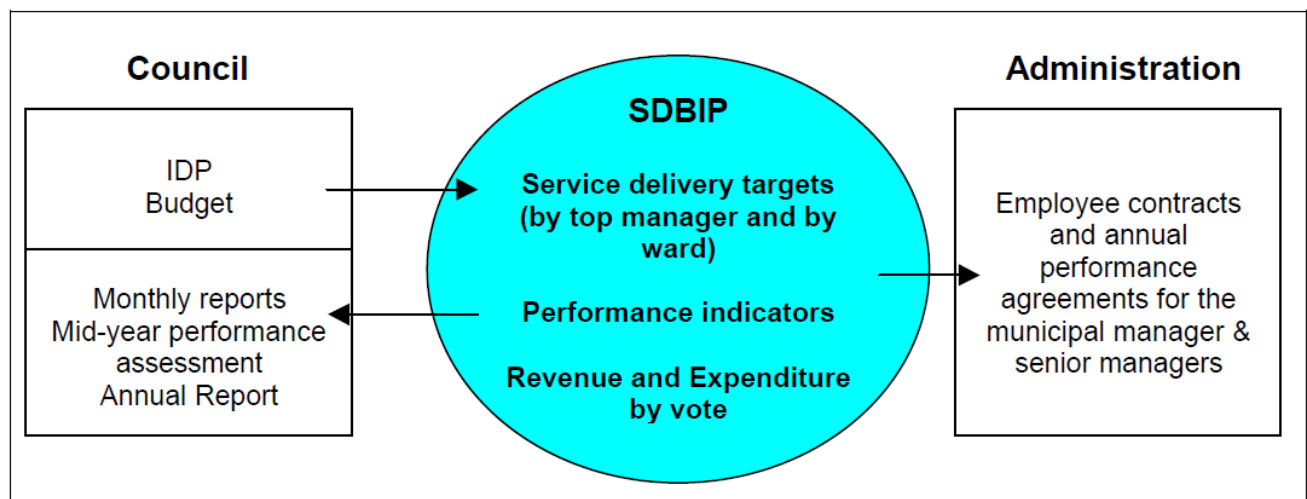 Council
IDP
Budget
Monthly reports
Mid-year performance
assessment
Annual Report
SDBIP
Service delivery targets
(by top manager and by
ward)
Performance indicators
Revenue and Expenditure
by vote
Administration
Employee contracts
and annual
performance
agreements for the
municipal manager &
senior managers